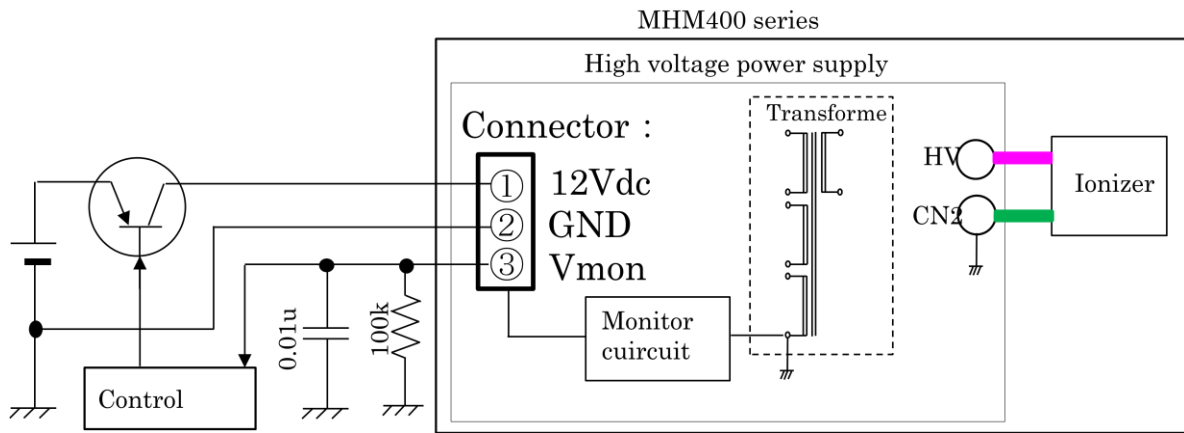 MHM400 series
High voltage power supply
Transforme
Connector :
① 12Vdc
② GND
③ Vmon
HV
CN2
Ionizer
Monitor
cuircuit
0.01u
100k
Control